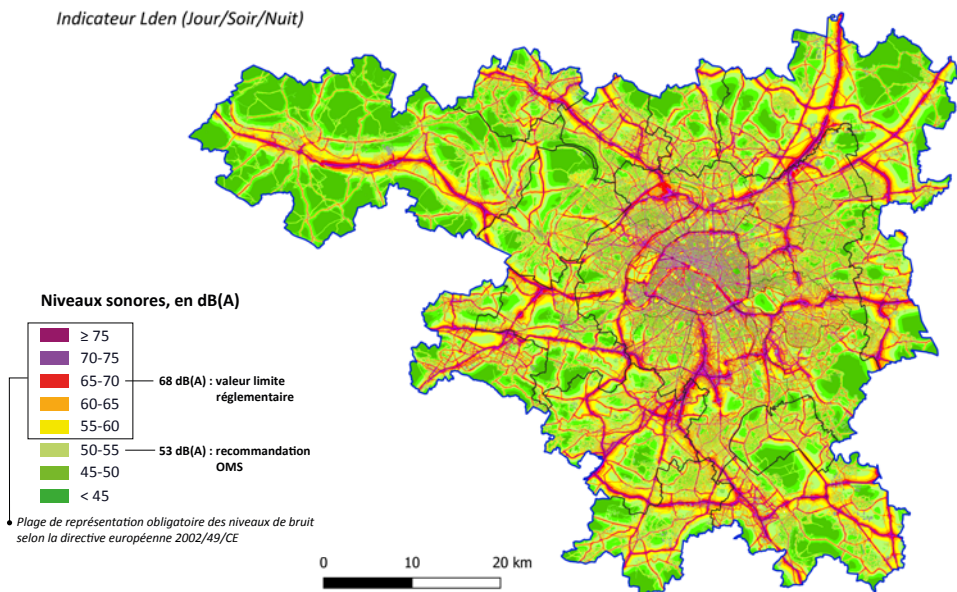 Indicateur Lden (Jour/Soir/Nuit)
Niveaux sonores, en dB(A)
≥ 75
70-75
65-70
68 dB(A) : valeur limite
réglementaire
60-65
55-60
50-55
53 dB(A) : recommandation
OMS
45-50
< 45
Plage de représentation obligatoire des niveaux de bruit
selon la directive européenne 2002/49/CE
0 10 20 km